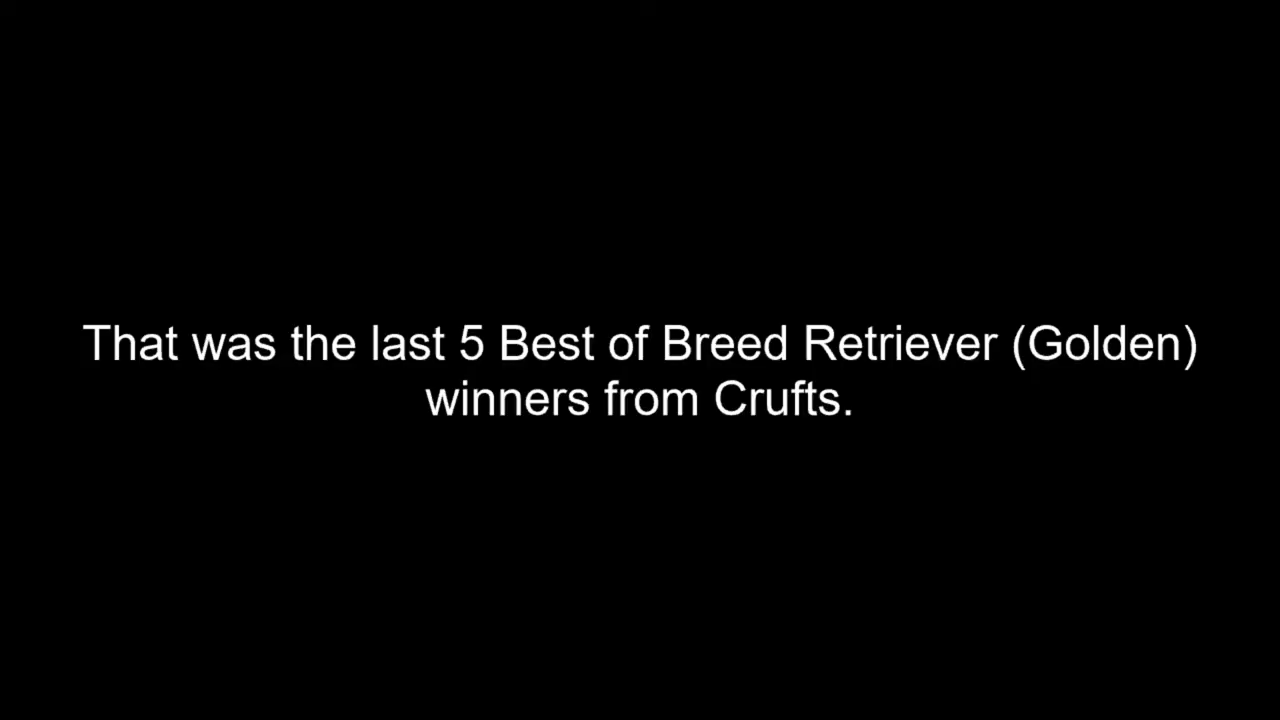 That was the last 5 Best of Breed Retriever (Golden)
winners from Crufts.